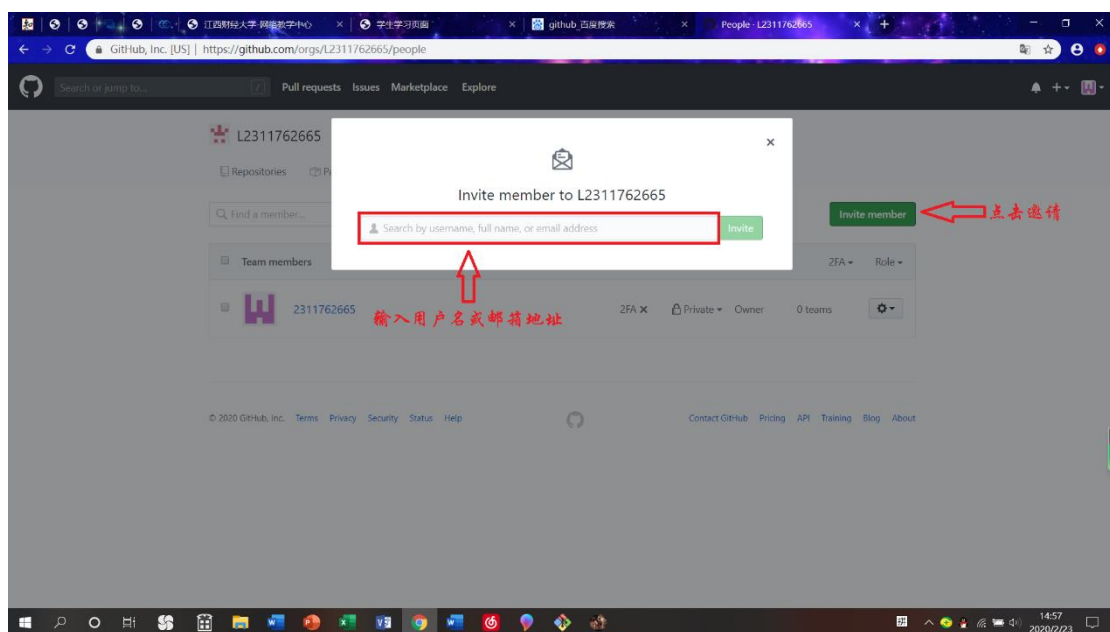 江西财经大学-网络教学中心
学生学习页面
github_百度搜索
People · L2311762665
GitHub, Inc. [US] | https://github.com/orgs/L2311762665/people
Search or jump to...
Pull requests Issues Marketplace Explore
L2311762665
Repositories
Invite member to L2311762665
Find a member...
Search by username, full name, or email address
Invite
Invite member
点击邀请
Team members
2FA
Role
2311762665
2FA
Private
Owner
0 teams
输入用户名或邮箱地址
© 2020 GitHub, Inc. Terms Privacy Security Status Help
Contact GitHub Pricing API Training Blog About
14:57
2020/2/23